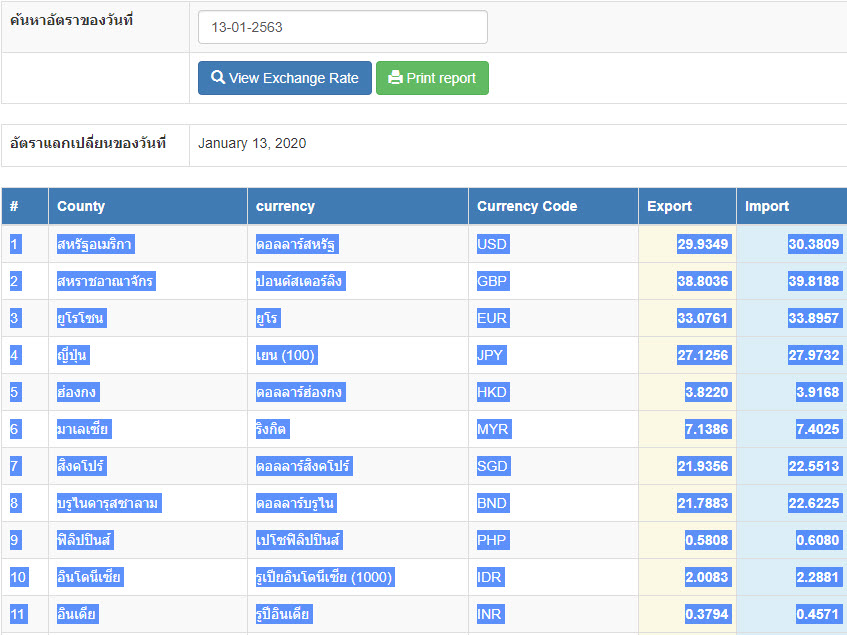 ค้นหาอัตราของวันที่ 13-01-2563
View Exchange Rate Print report
อัตราแลกเปลี่ยนของวันที่ January 13, 2020
# County currency Currency Code Export Import
1 สหรัฐอเมริกา ดอลลาร์สหรัฐ USD 29.9349 30.3809
2 สหราชอาณาจักร ปอนด์สเตอร์ลิง GBP 38.8036 39.8188
3 ยูโรโซน ยูโร EUR 33.0761 33.8957
4 ญี่ปุ่น เยน (100) JPY 27.1256 27.9732
5 ฮ่องกง ดอลลาร์ฮ่องกง HKD 3.8220 3.9168
6 มาเลเซีย ริงกิต MYR 7.1386 7.4025
7 สิงคโปร์ ดอลลาร์สิงคโปร์ SGD 21.9356 22.5513
8 บรูไนดารุสซาลาม ดอลลาร์บรูไน BND 21.7883 22.6225
9 ฟิลิปปินส์ เปโซฟิลิปปินส์ PHP 0.5808 0.6080
10 อินโดนีเซีย รูเปียอินโดนีเซีย (1000) IDR 2.0083 2.2881
11 อินเดีย รูปีอินเดีย INR 0.3794 0.4571